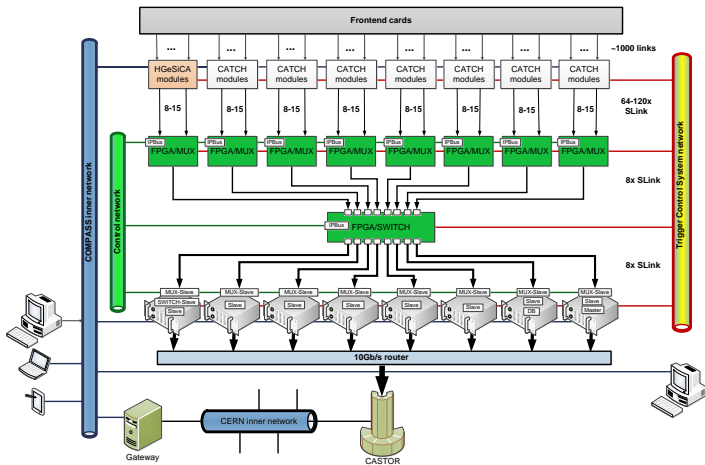 Frontend cards
... ... ... ... ... ... ... ...
~1000 links
HGeSiCA modules
CATCH modules
CATCH modules
CATCH modules
CATCH modules
CATCH modules
CATCH modules
CATCH modules
8-15 8-15 8-15 8-15 8-15 8-15 8-15 8-15
64-120x
SLink
IPBus IPBus IPBus IPBus IPBus IPBus IPBus IPBus
FPGA/MUX FPGA/MUX FPGA/MUX FPGA/MUX FPGA/MUX FPGA/MUX FPGA/MUX FPGA/MUX
8x SLink
COMPASS inner network
Control network
Trigger Control System network
IPBus
FPGA/SWITCH
8x SLink
MUX-Slave MUX-Slave MUX-Slave MUX-Slave MUX-Slave MUX-Slave MUX-Slave MUX-Slave
SWITCH-Slave
Slave Slave Slave Slave Slave Slave Slave Slave
DB
Master
10Gb/s router
CERN inner network
Gateway
CASTOR